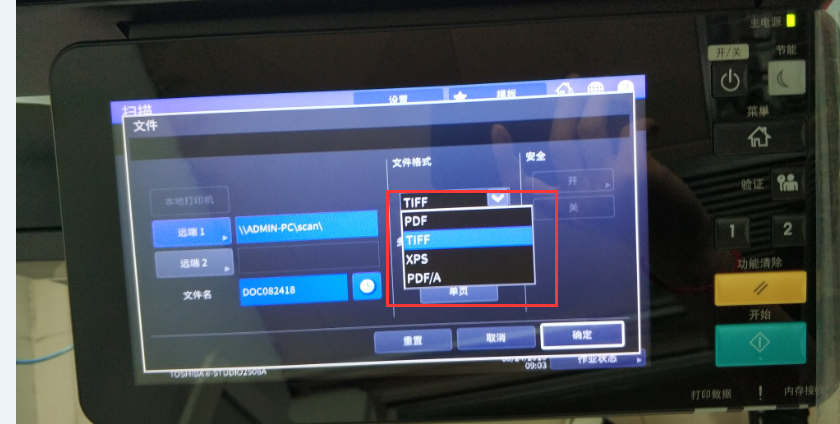 主电源
开/关 节能
扫描 设置 模板
文件
菜单
文件格式 安全
开
验证
本地打印机 TIFF 关
远端 1 \\ADMIN-PC\scan\ PDF
TIFF
1 2
远端 2 XPS
功能清除
PDF/A
文件名 DOC082418 单页
开始
重置 取消 确定
TOSHIBA e-STUDIO2508A 09:03 作业状态
打印数据 ! 内存接收